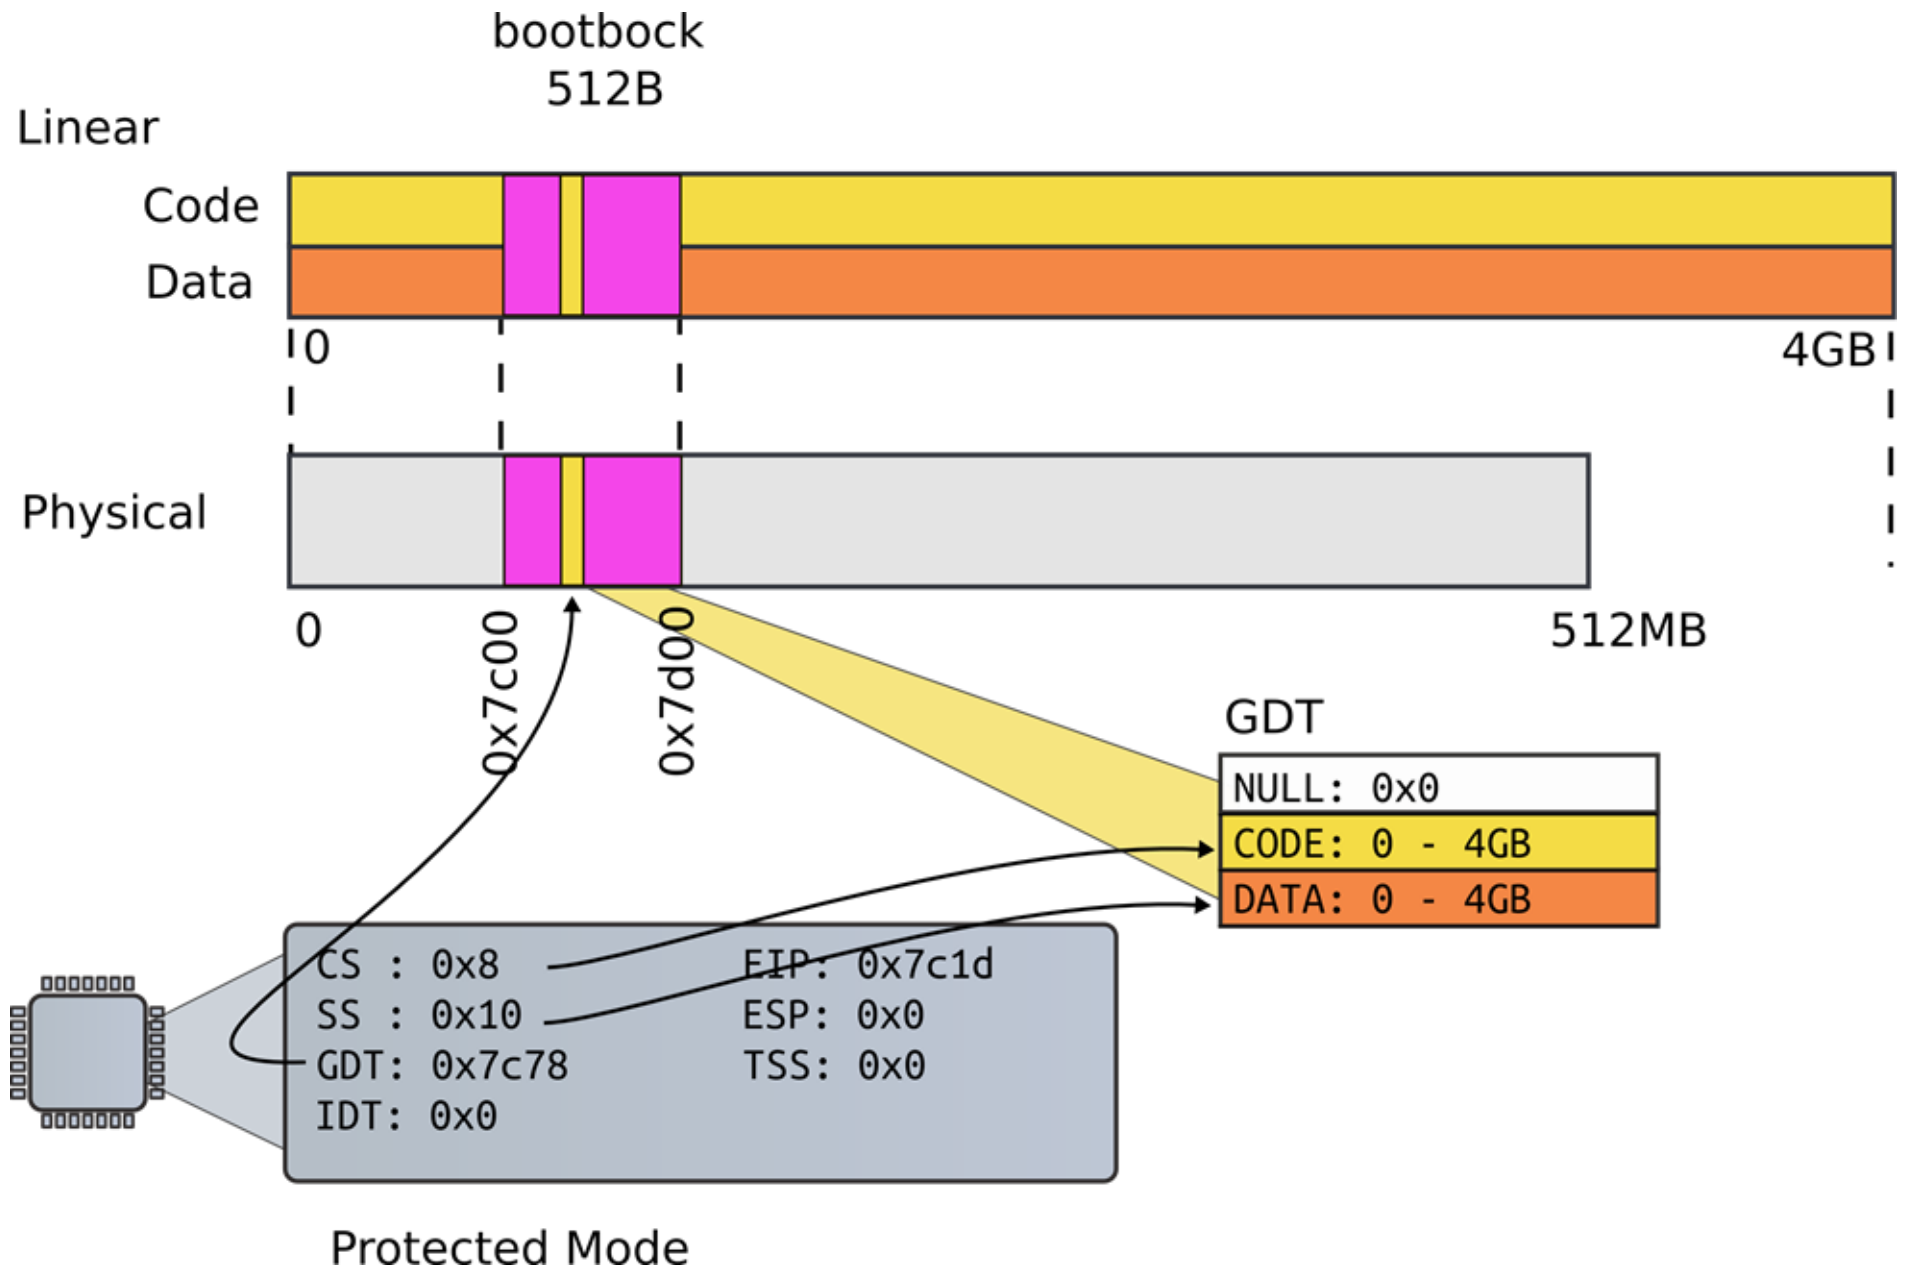 bootbock
512B
Linear
Code
Data
0
4GB
Physical
0
0x7c00
0x7d00
512MB
GDT
NULL: 0x0
CODE: 0 - 4GB
DATA: 0 - 4GB
CS : 0x8
SS : 0x10
GDT: 0x7c78
IDT: 0x0
EIP: 0x7c1d
ESP: 0x0
TSS: 0x0
Protected Mode